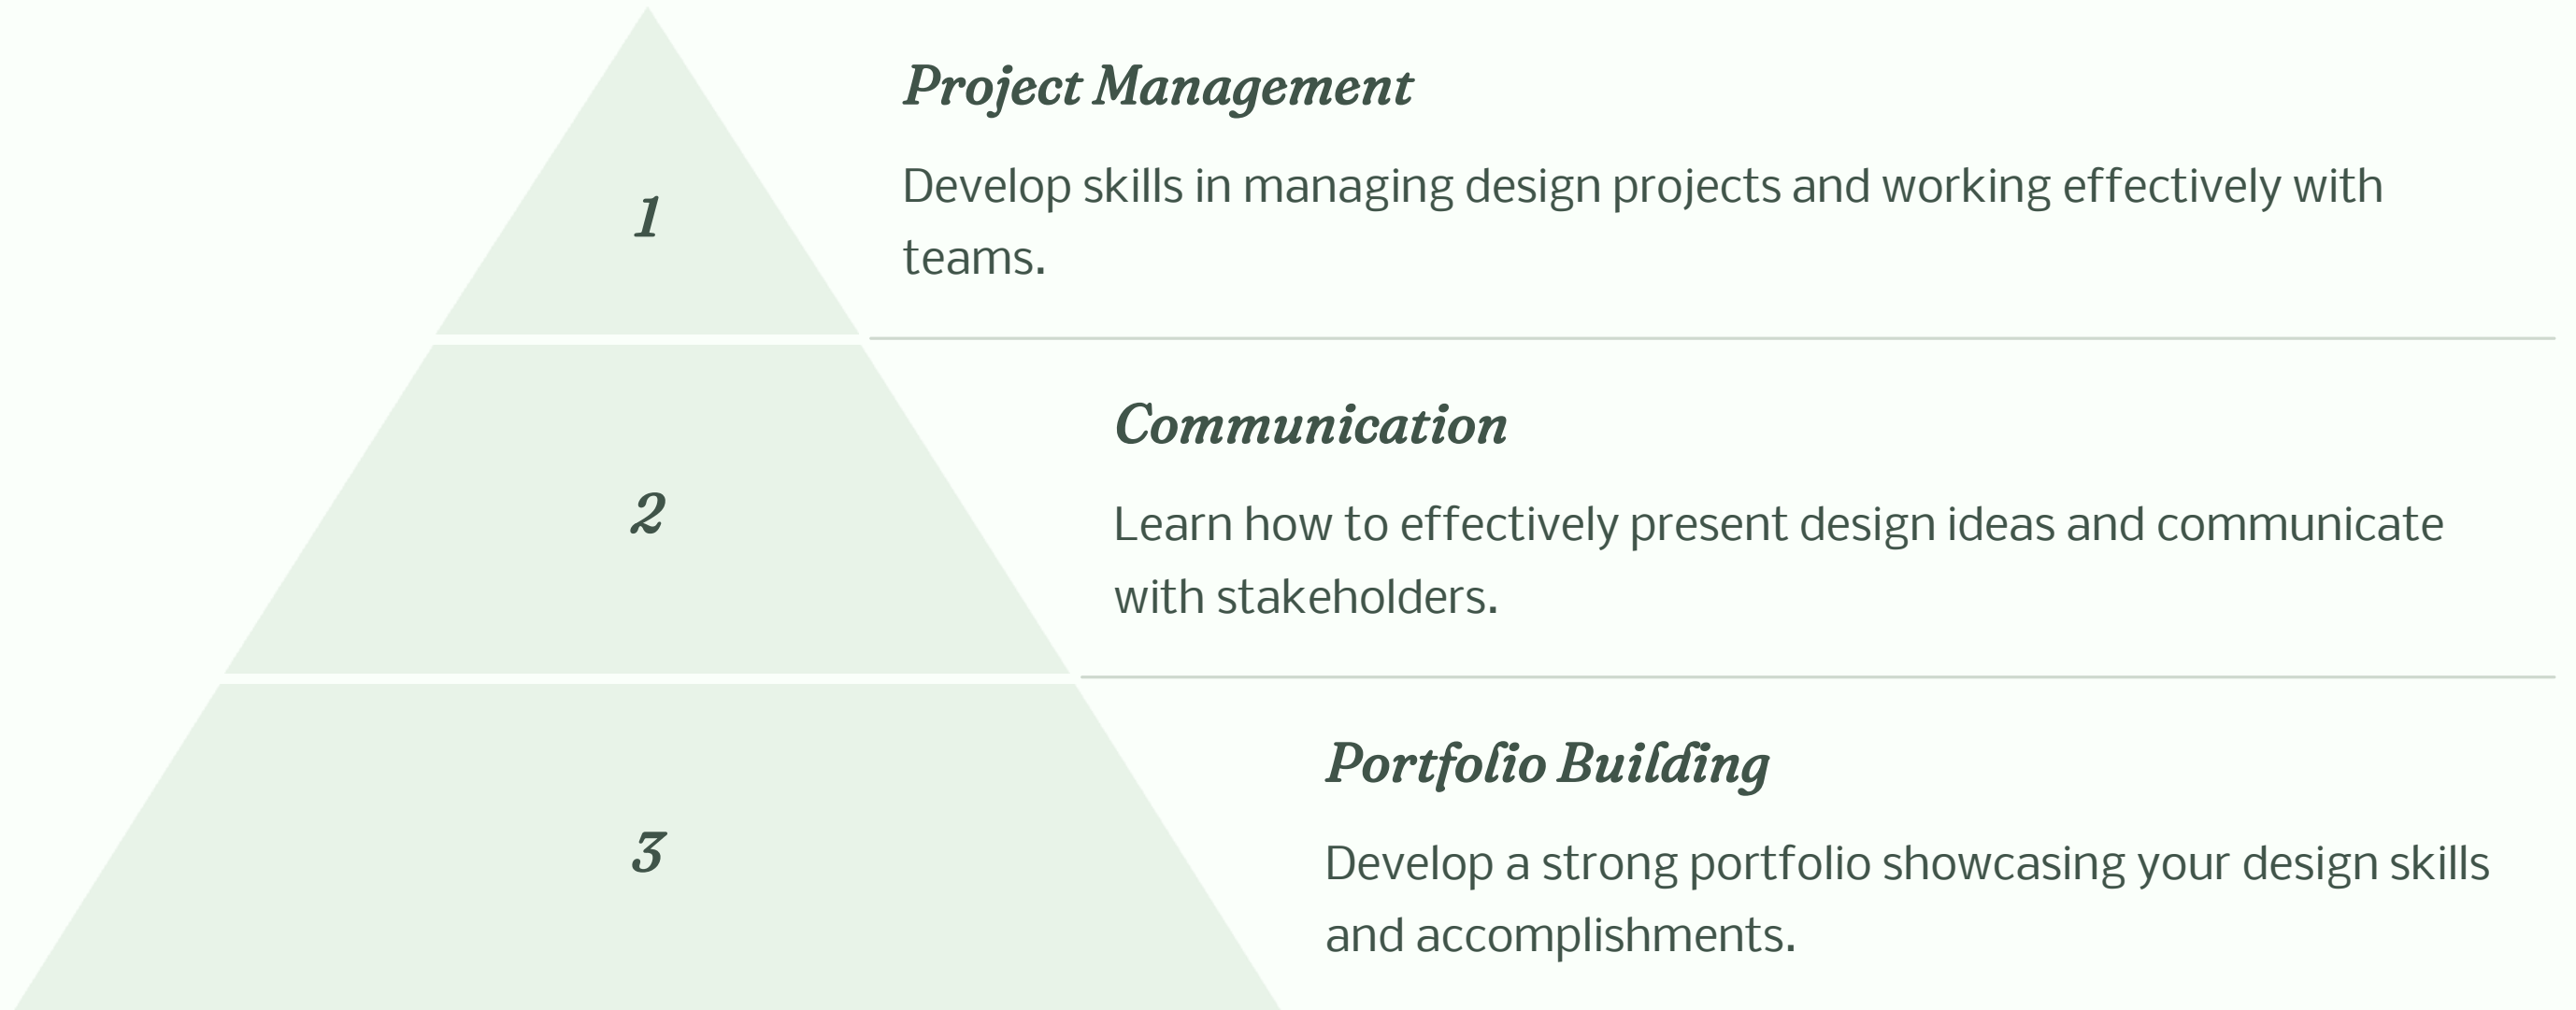 Project Management
Develop skills in managing design projects and working effectively with
teams.
1
Communication
Learn how to effectively present design ideas and communicate
with stakeholders.
2
Portfolio Building
Develop a strong portfolio showcasing your design skills
and accomplishments.
3